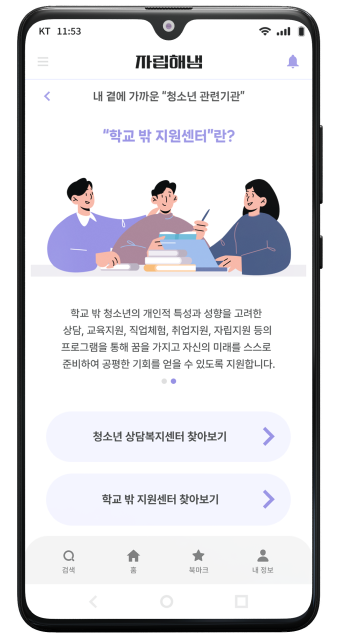 KT 11:53
자립해냄
내 곁에 가까운 “청소년 관련기관”
“학교 밖 지원센터”란?
학교 밖 청소년의 개인적 특성과 성향을 고려한
상담, 교육지원, 직업체험, 취업지원, 자립지원 등의
프로그램을 통해 꿈을 가지고 자신의 미래를 스스로
준비하여 공평한 기회를 얻을 수 있도록 지원합니다.
청소년 상담복지센터 찾아보기
학교 밖 지원센터 찾아보기
검색 홈 북마크 내 정보